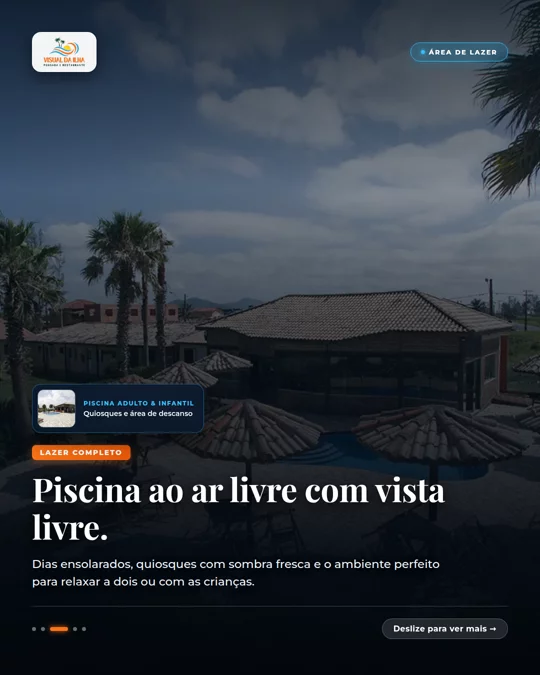 VISUAL DA ILHA
POUSADA E RESTAURANTE
ÁREA DE LAZER
PISCINA ADULTO & INFANTIL
Quiosques e área de descanso
LAZER COMPLETO
Piscina ao ar livre com vista
livre.
Dias ensolarados, quiosques com sombra fresca e o ambiente perfeito
para relaxar a dois ou com as crianças.
Deslize para ver mais →